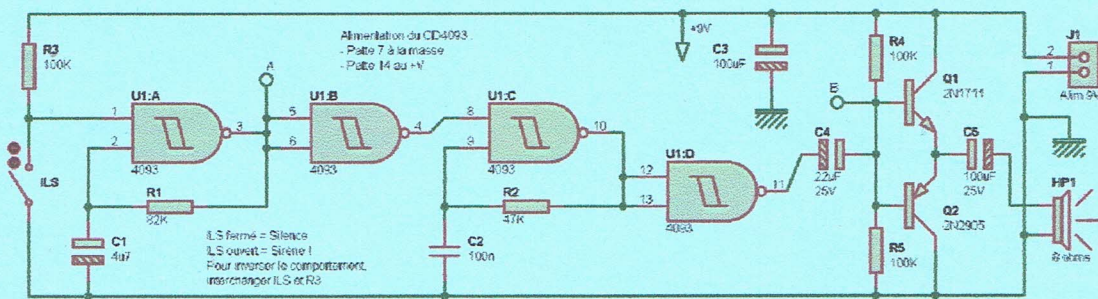 +9V
J1
R3
100K
Alimentation du CD4093 :
- Patte 7 à la masse
- Patte 14 au +V
C3
100uF
R4
100K
2
1
Alim 9V
A
U1:A
U1:B
U1:C
Q1
2N1711
B
1
2
3
5
6
4
8
9
10
4093
4093
4093
U1:D
12
13
11
4093
C4
22uF
25V
C5
100uF
25V
HP1
8 ohms
ILS
R1
82K
R2
47K
Q2
2N2905
C1
4u7
C2
100n
R5
100K
ILS fermé = Silence
ILS ouvert = Sirène !
Pour inverser le comportement,
interchanger ILS et R3